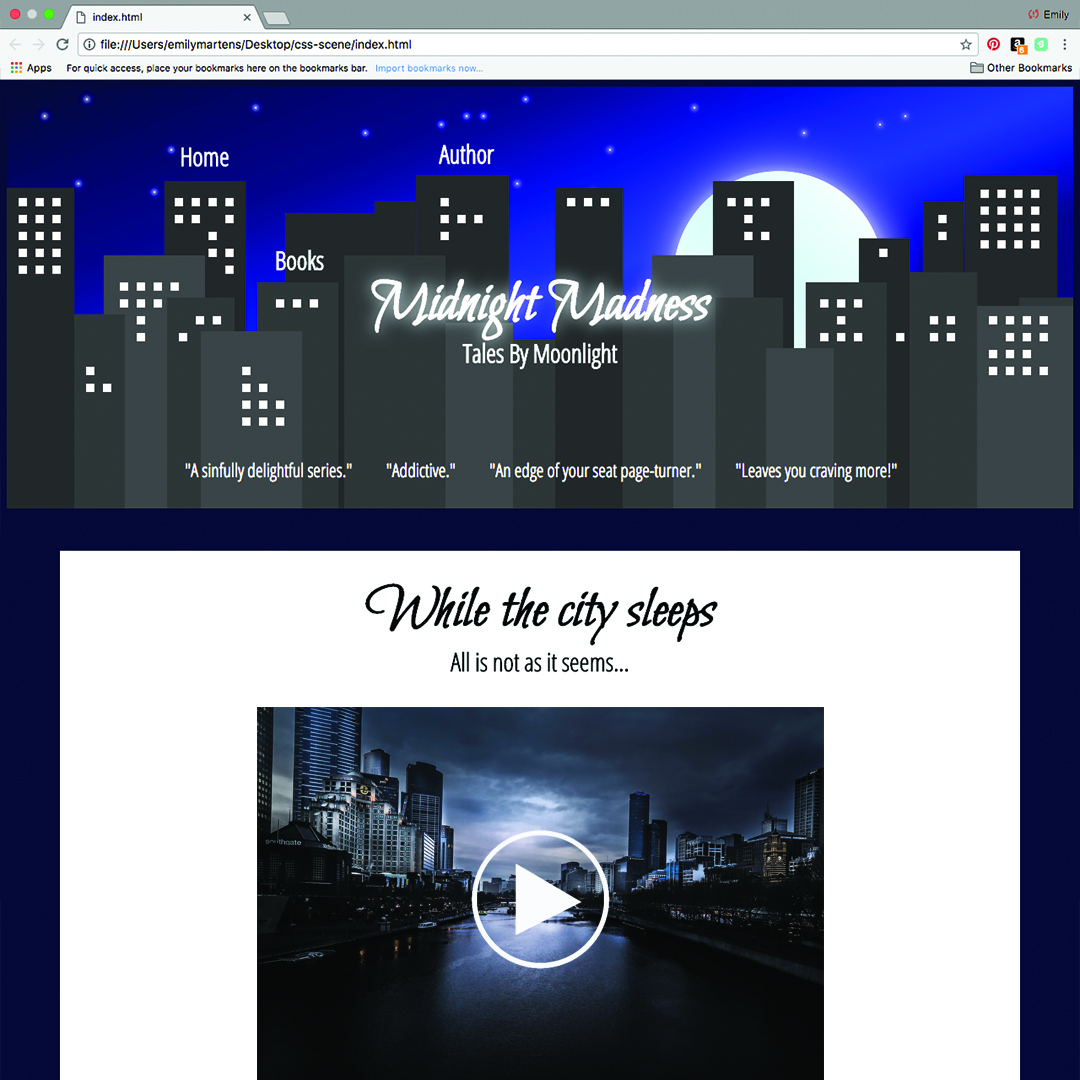 index.html
Emily
file:///Users/emilymartens/Desktop/css-scene/index.html
6
Apps For quick access, place your bookmarks here on the bookmarks bar. Import bookmarks now... Other Bookmarks
Home
Author
Books
Midnight Madness
Tales By Moonlight
"A sinfully delightful series." "Addictive." "An edge of your seat page-turner." "Leaves you craving more!"
While the city sleeps
All is not as it seems...
southgate